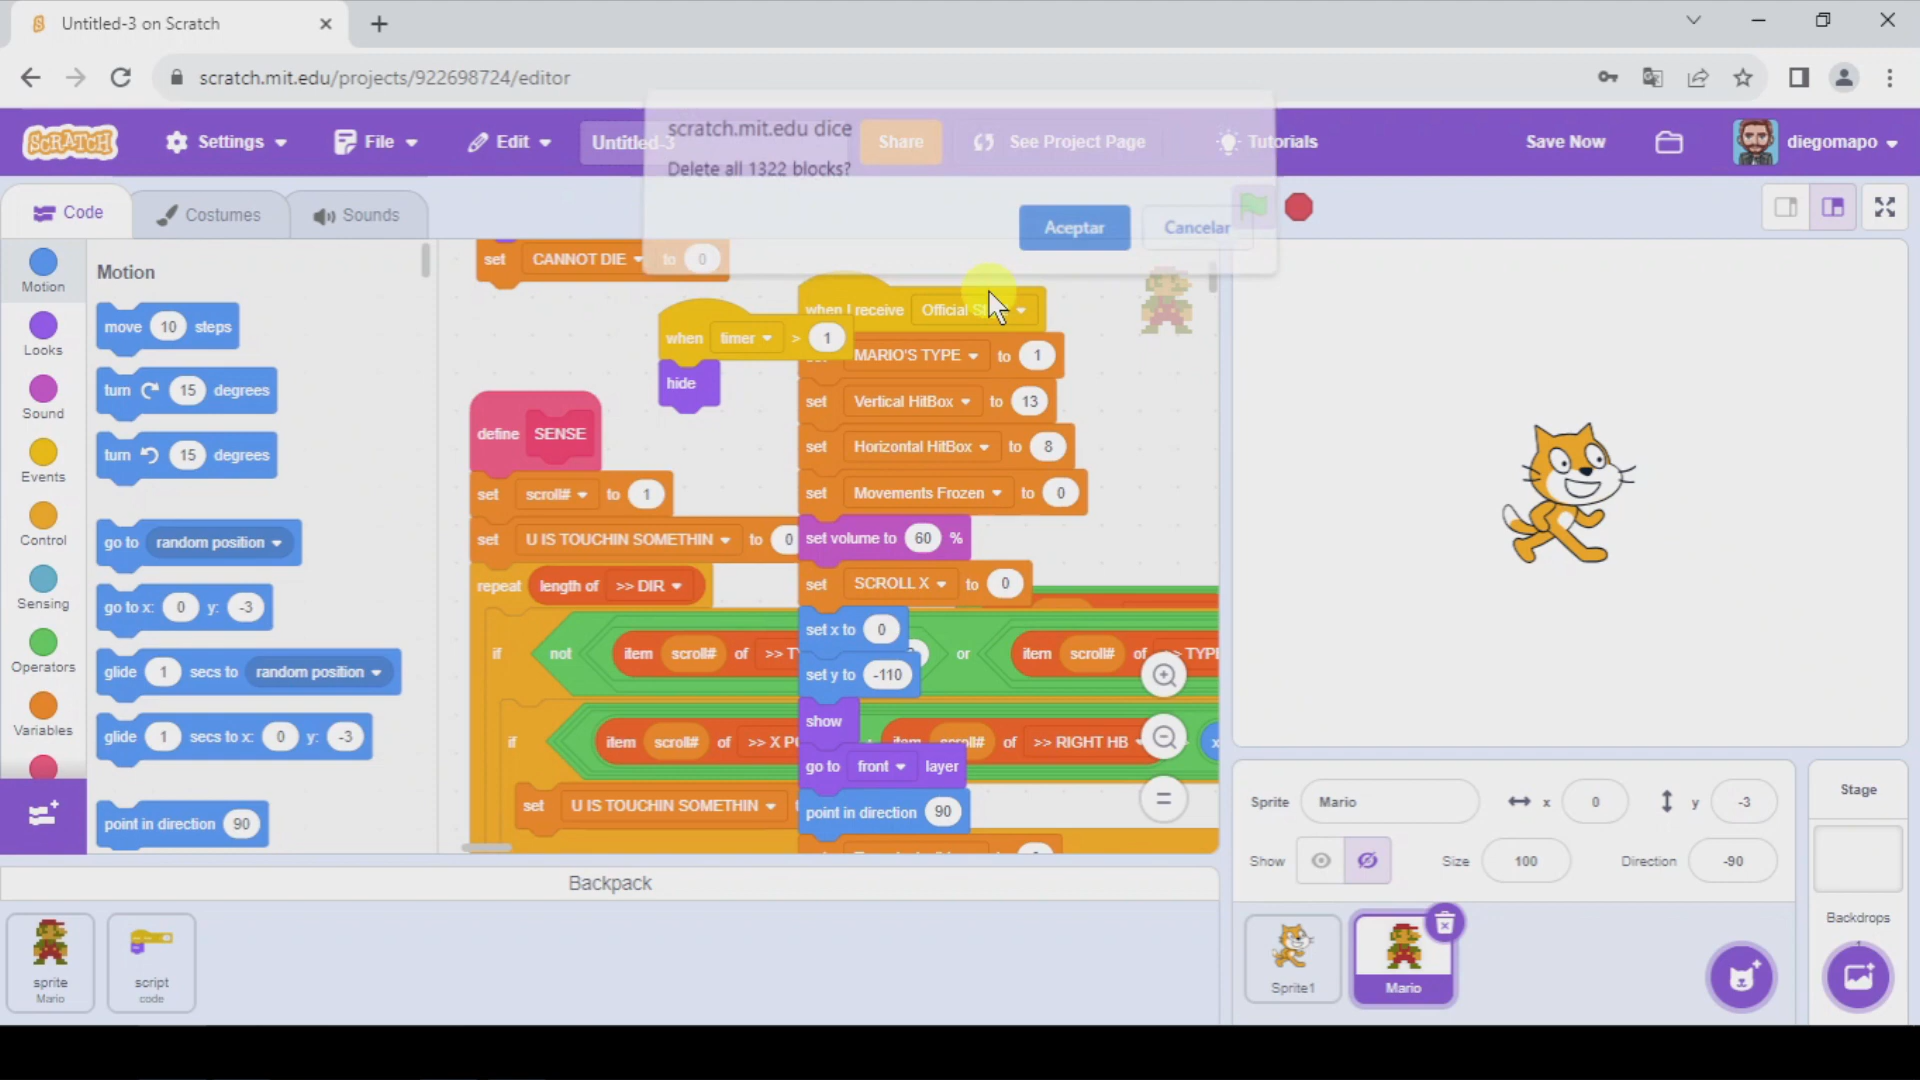 Untitled-3 on Scratch
scratch.mit.edu/projects/922698724/editor
SCRATCH
Settings
File
Edit
Untitled-3
Share
See Project Page
Tutorials
Save Now
diegomapo
scratch.mit.edu dice
Delete all 1322 blocks?
Aceptar
Cancelar
Code
Costumes
Sounds
Motion
Looks
Sound
Events
Control
Sensing
Operators
Variables
Motion
move 10 steps
turn 15 degrees
turn 15 degrees
go to random position
go to x: 0 y: -3
glide 1 secs to random position
glide 1 secs to x: 0 y: -3
point in direction 90
set CANNOT DIE to 0
when timer > 1
hide
define SENSE
set scroll# to 1
set U IS TOUCHIN SOMETHIN to 0
repeat length of >> DIR
if not item scroll# of or item scroll# of >> TYPE
if item scroll# of item scroll# of >> RIGHT HB
set U IS TOUCHIN SOMETHIN
when I receive Official
MARIO'S TYPE to 1
set Vertical HitBox to 13
set Horizontal HitBox to 8
set Movements Frozen to 0
set volume to 60 %
set SCROLL X to 0
set x to 0
set y to -110
show
go to front layer
point in direction 90
Sprite Mario x 0 y -3
Show Size 100 Direction -90
Sprite1
Mario
Stage
Backdrops
1
Backpack
sprite
Mario
script
code